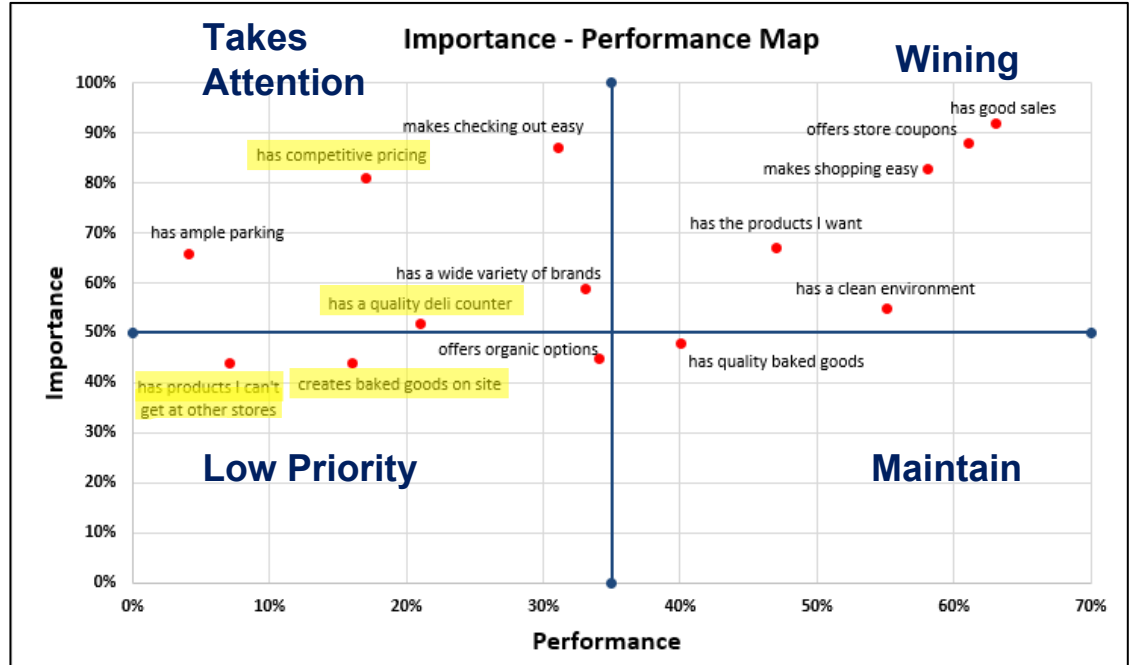 Takes
Attention
Importance - Performance Map
Wining
100%
90%
80%
70%
60%
50%
40%
30%
20%
10%
0%
Importance
has good sales
makes checking out easy
offers store coupons
has competitive pricing
makes shopping easy
has ample parking
has the products I want
has a wide variety of brands
has a clean environment
has a quality deli counter
offers organic options
has quality baked goods
has products I can't
get at other stores
creates baked goods on site
Low Priority
Maintain
0%
10%
20%
30%
40%
50%
60%
70%
Performance